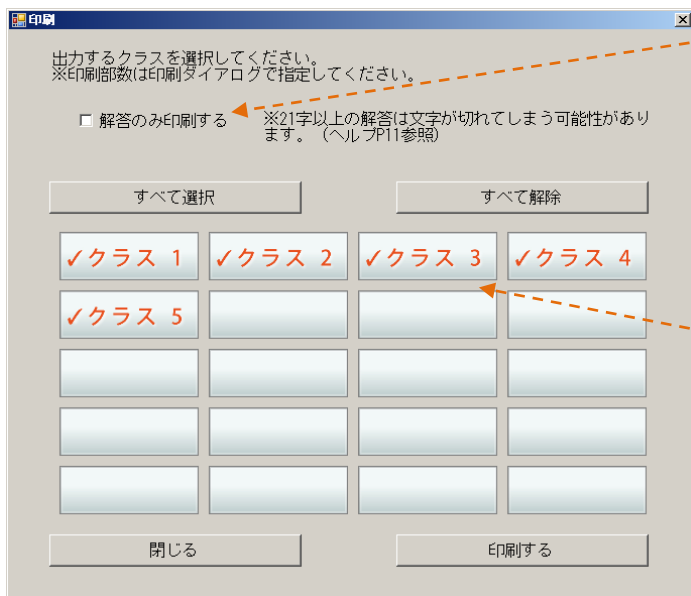 印刷
出力するクラスを選択してください。
※印刷部数は印刷ダイアログで指定してください。
解答のみ印刷する
※21字以上の解答は文字が切れてしまう可能性があり
ます。（ヘルプP11参照）
すべて選択 すべて解除
✓クラス 1 ✓クラス 2 ✓クラス 3 ✓クラス 4
✓クラス 5
閉じる 印刷する